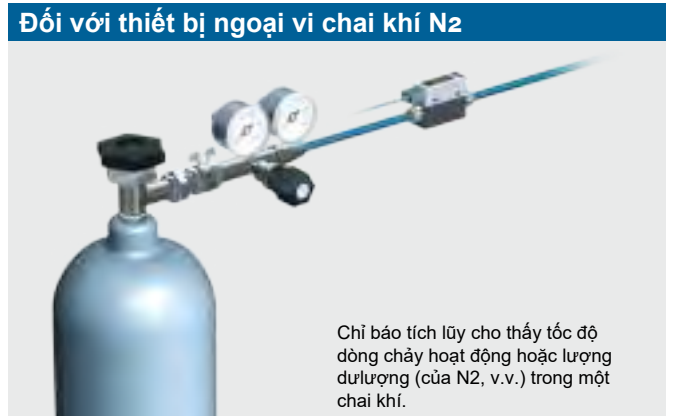 Đối với thiết bị ngoại vi chai khí N2
Chỉ báo tích lũy cho thấy tốc độ
dòng chảy hoạt động hoặc lượng
dưlượng (của N2, v.v.) trong một
chai khí.